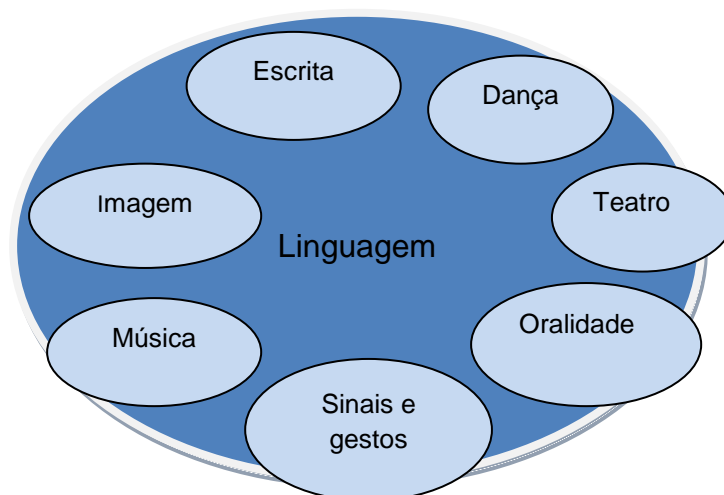 Escrita
Dança
Imagem
Teatro
Linguagem
Música
Oralidade
Sinais e
gestos